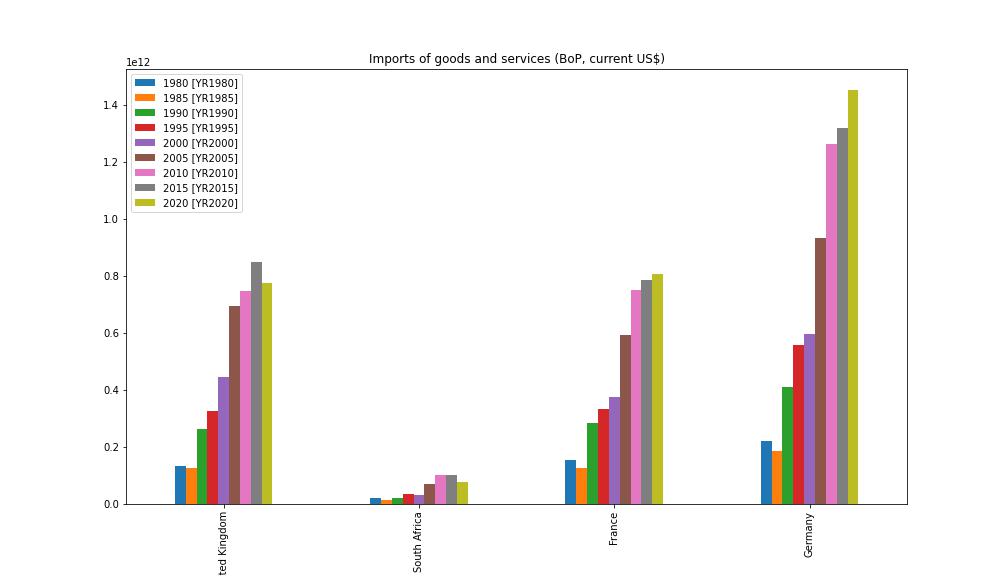 Imports of goods and services (BoP, current US$)
1e12
1.4
1.2
1.0
0.8
0.6
0.4
0.2
0.0
1980 [YR1980]
1985 [YR1985]
1990 [YR1990]
1995 [YR1995]
2000 [YR2000]
2005 [YR2005]
2010 [YR2010]
2015 [YR2015]
2020 [YR2020]
ted Kingdom
South Africa
France
Germany